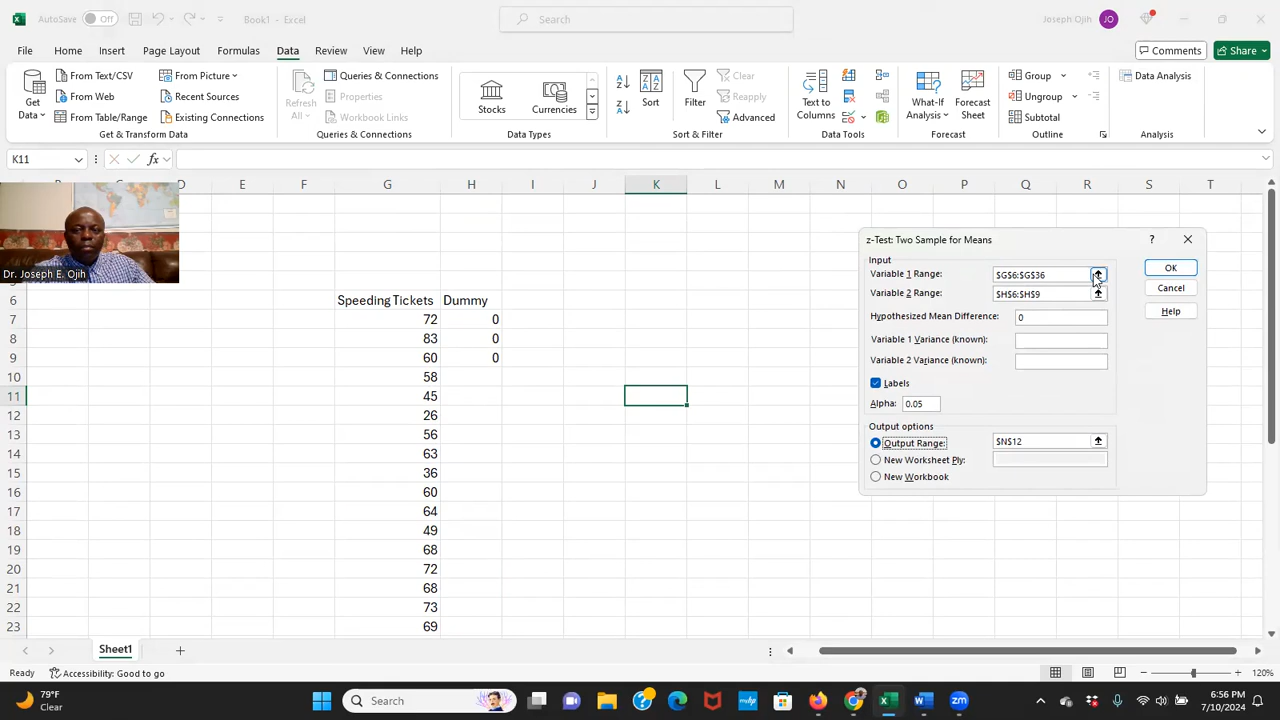 AutoSave Off Book1 - Excel Search Joseph Ojih JO
File Home Insert Page Layout Formulas Data Review View Help Comments Share
Get Data
From Text/CSV
From Web
From Table/Range
From Picture
Recent Sources
Existing Connections
Get & Transform Data
Refresh All
Queries & Connections
Properties
Workbook Links
Queries & Connections
Stocks
Currencies
Data Types
Sort
Filter
Clear
Reapply
Advanced
Sort & Filter
Text to Columns
Data Tools
What-If Analysis
Forecast Sheet
Forecast
Group
Ungroup
Subtotal
Outline
Data Analysis
Analysis
K11 fx
E F G H I J K L M N O P Q R S T
Dr. Joseph E. Ojih
6 Speeding Tickets Dummy
7 72 0
8 83 0
9 60 0
10 58
11 45
12 26
13 56
14 63
15 36
16 60
17 64
18 49
19 68
20 72
21 68
22 73
23 69
z-Test: Two Sample for Means ?
Input
Variable 1 Range: $G$6:$G$36
Variable 2 Range: $H$6:$H$9
Hypothesized Mean Difference: 0
Variable 1 Variance (known):
Variable 2 Variance (known):
Labels
Alpha: 0.05
Output options
Output Range: $N$12
New Worksheet Ply:
New Workbook
OK
Cancel
Help
Sheet1
Ready Accessibility: Good to go 120%
79°F
Clear
Search
6:56 PM
7/10/2024